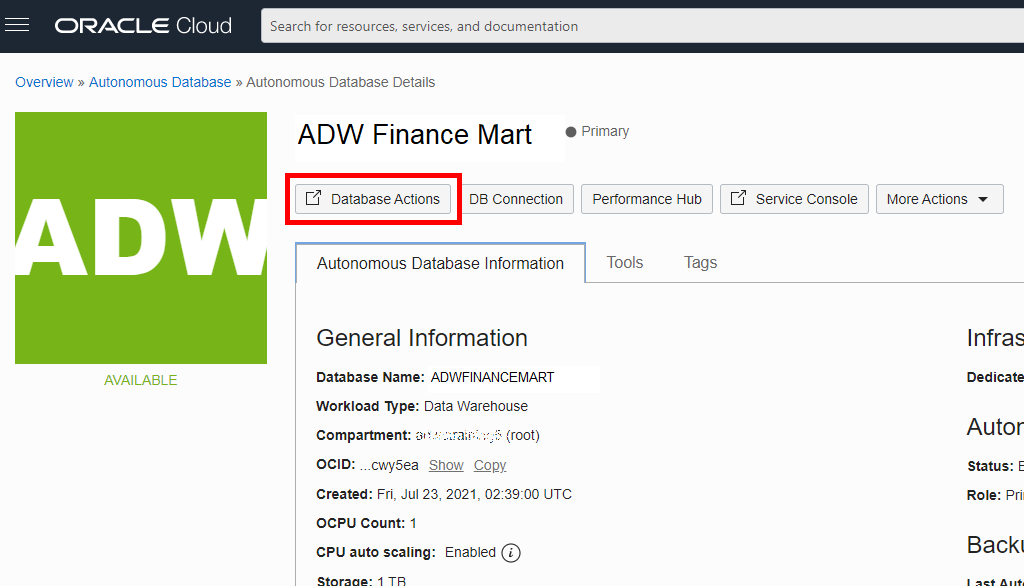 ORACLE Cloud
Search for resources, services, and documentation
Overview » Autonomous Database » Autonomous Database Details
ADW
AVAILABLE
ADW Finance Mart
Primary
Database Actions
DB Connection
Performance Hub
Service Console
More Actions
Autonomous Database Information
Tools
Tags
General Information
Database Name: ADWFINANCEMART
Workload Type: Data Warehouse
Compartment: (root)
OCID: ...cwy5ea Show Copy
Created: Fri, Jul 23, 2021, 02:39:00 UTC
OCPU Count: 1
CPU auto scaling: Enabled i
Storage: 1 TB
Infras
Dedicate
Auton
Status: E
Role: Pri
Backu
Last Auto